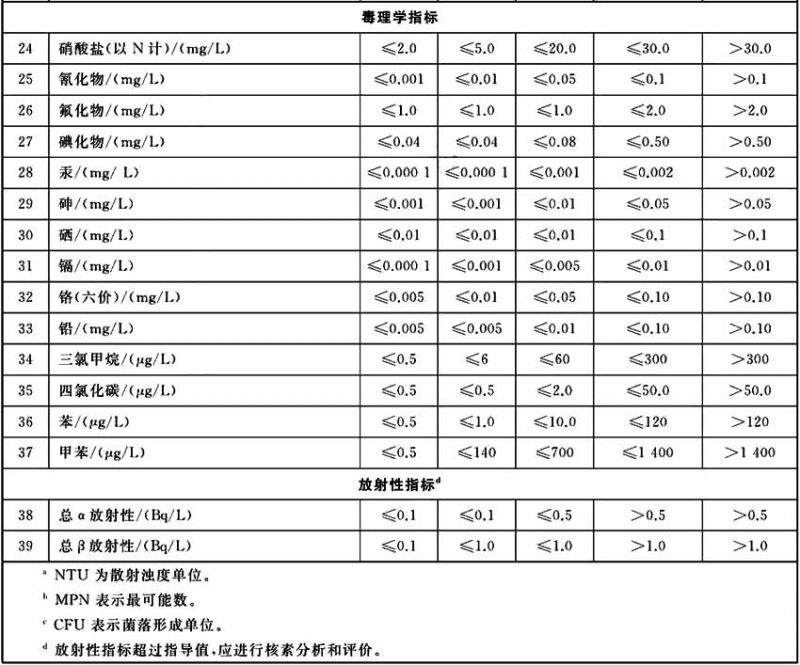 毒理学指标
24 硝酸盐(以 N 计)/(mg/L) ≤2.0 ≤5.0 ≤20.0 ≤30.0 >30.0
25 氰化物/(mg/L) ≤0.001 ≤0.01 ≤0.05 ≤0.1 >0.1
26 氟化物/(mg/L) ≤1.0 ≤1.0 ≤1.0 ≤2.0 >2.0
27 碘化物/(mg/L) ≤0.04 ≤0.04 ≤0.08 ≤0.50 >0.50
28 汞/(mg/ L) ≤0.000 1 ≤0.000 1 ≤0.001 ≤0.002 >0.002
29 砷/(mg/L) ≤0.001 ≤0.001 ≤0.01 ≤0.05 >0.05
30 硒/(mg/L) ≤0.01 ≤0.01 ≤0.01 ≤0.1 >0.1
31 镉/(mg/L) ≤0.000 1 ≤0.001 ≤0.005 ≤0.01 >0.01
32 铬(六价)/(mg/L) ≤0.005 ≤0.01 ≤0.05 ≤0.10 >0.10
33 铅/(mg/L) ≤0.005 ≤0.005 ≤0.01 ≤0.10 >0.10
34 三氯甲烷/(μg/L) ≤0.5 ≤6 ≤60 ≤300 >300
35 四氯化碳/(μg/L) ≤0.5 ≤0.5 ≤2.0 ≤50.0 >50.0
36 苯/(μg/L) ≤0.5 ≤1.0 ≤10.0 ≤120 >120
37 甲苯/(μg/L) ≤0.5 ≤140 ≤700 ≤1 400 >1 400
放射性指标d
38 总 α 放射性/(Bq/L) ≤0.1 ≤0.1 ≤0.5 >0.5 >0.5
39 总 β 放射性/(Bq/L) ≤0.1 ≤1.0 ≤1.0 >1.0 >1.0
a NTU 为散射浊度单位。
b MPN 表示最可能数。
c CFU 表示菌落形成单位。
d 放射性指标超过指导值,应进行核素分析和评价。